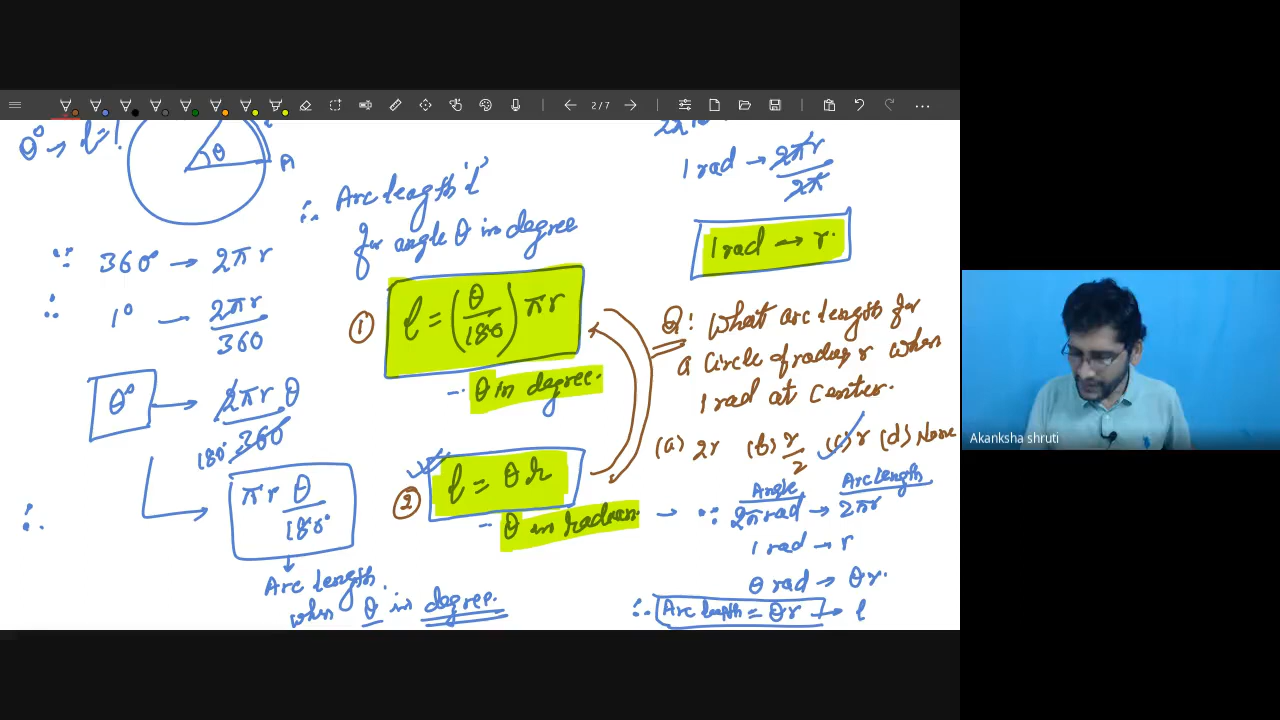 2/7
θ° → l = ?
θ
A
∵ 360° → 2πr
∴ 1° — 2πr/360
θ° → 2πr θ/360
180°
∴ πr θ/180°
Arc length
when θ in degree.
∴ Arc length 'l'
for angle θ in degree
① l = (θ/180) πr
- θ in degree.
② l = θr
- θ in radian.
1 rad → 2πr/2π
1 rad → r.
Q: What arc length for
a circle of radius r when
1 rad at center.
(a) 2r (b) r/2 (c) r (d) None
Angle Arc length
∵ 2π rad → 2πr
1 rad → r
θ rad → θr.
∴ Arc length = θr → l
Akanksha shruti